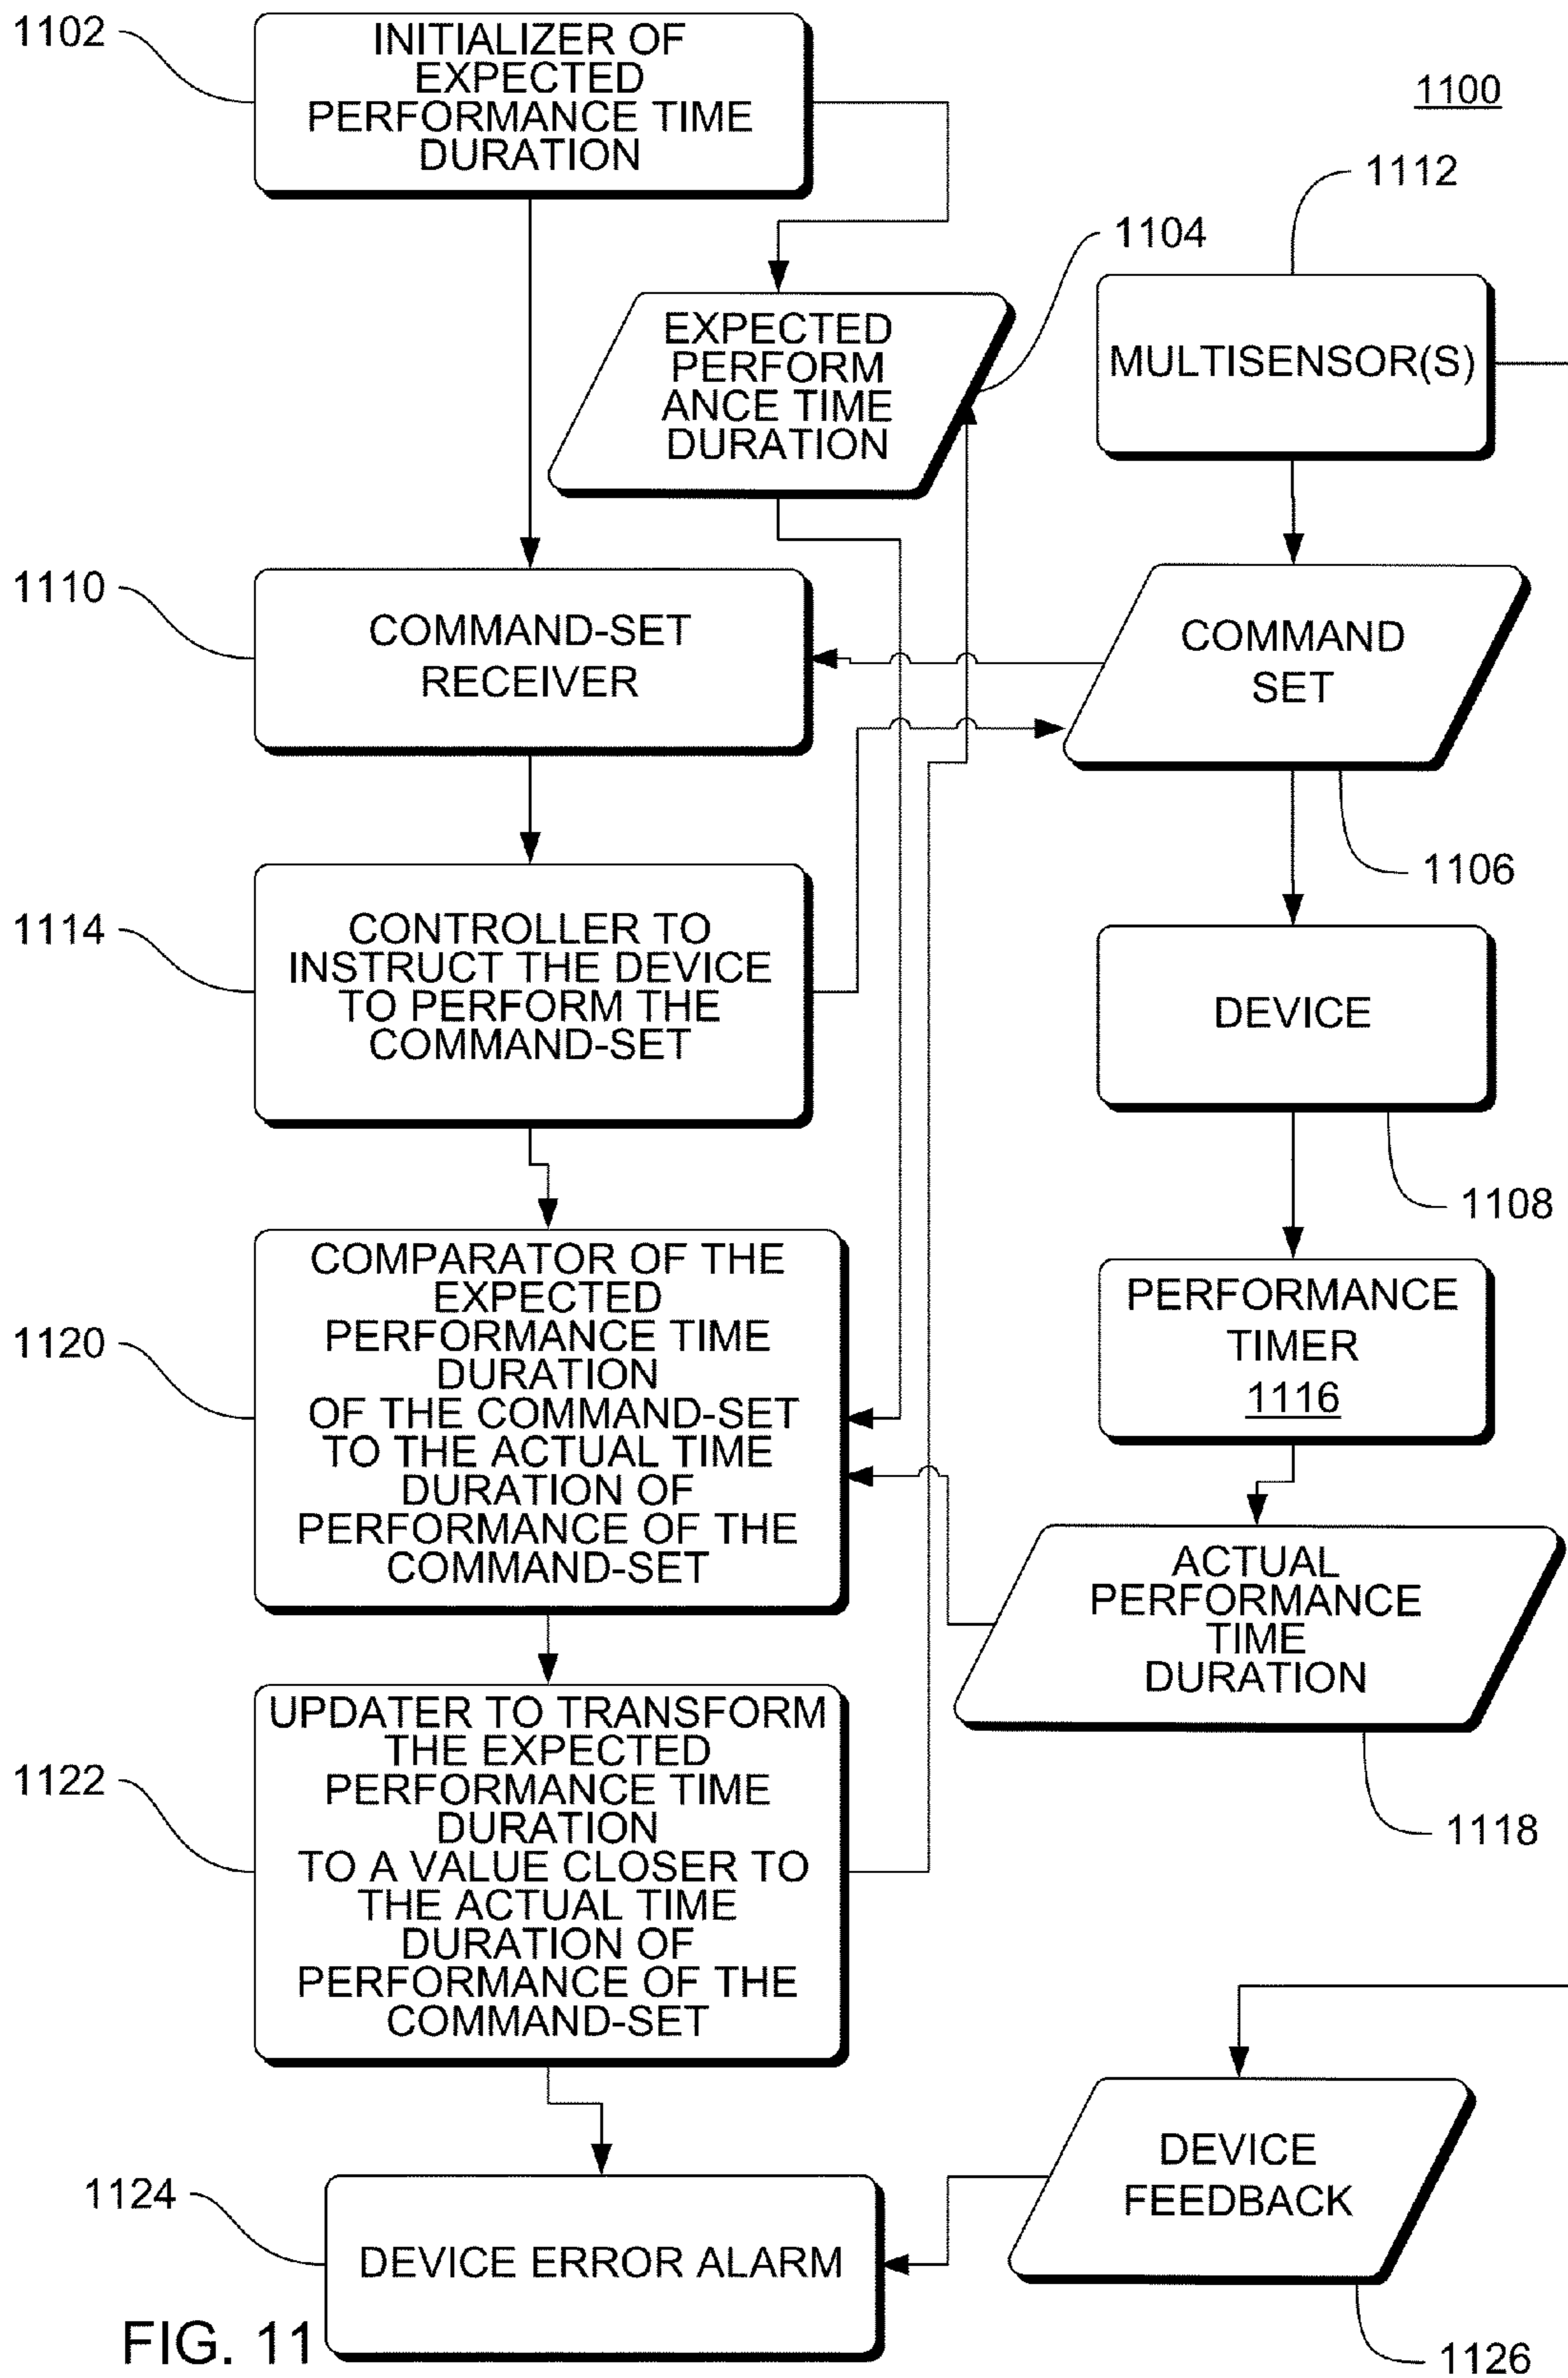 1102
INITIALIZER OF
EXPECTED
PERFORMANCE TIME
DURATION
1100
1112
1104
EXPECTED
PERFORM
ANCE TIME
DURATION
MULTISENSOR(S)
1110
COMMAND-SET
RECEIVER
COMMAND
SET
1106
1114
CONTROLLER TO
INSTRUCT THE DEVICE
TO PERFORM THE
COMMAND-SET
DEVICE
1108
1120
COMPARATOR OF THE
EXPECTED
PERFORMANCE TIME
DURATION
OF THE COMMAND-SET
TO THE ACTUAL TIME
DURATION OF
PERFORMANCE OF THE
COMMAND-SET
PERFORMANCE
TIMER
1116
ACTUAL
PERFORMANCE
TIME
DURATION
1118
1122
UPDATER TO TRANSFORM
THE EXPECTED
PERFORMANCE TIME
DURATION
TO A VALUE CLOSER TO
THE ACTUAL TIME
DURATION OF
PERFORMANCE OF THE
COMMAND-SET
DEVICE
FEEDBACK
1124
DEVICE ERROR ALARM
1126
FIG. 11